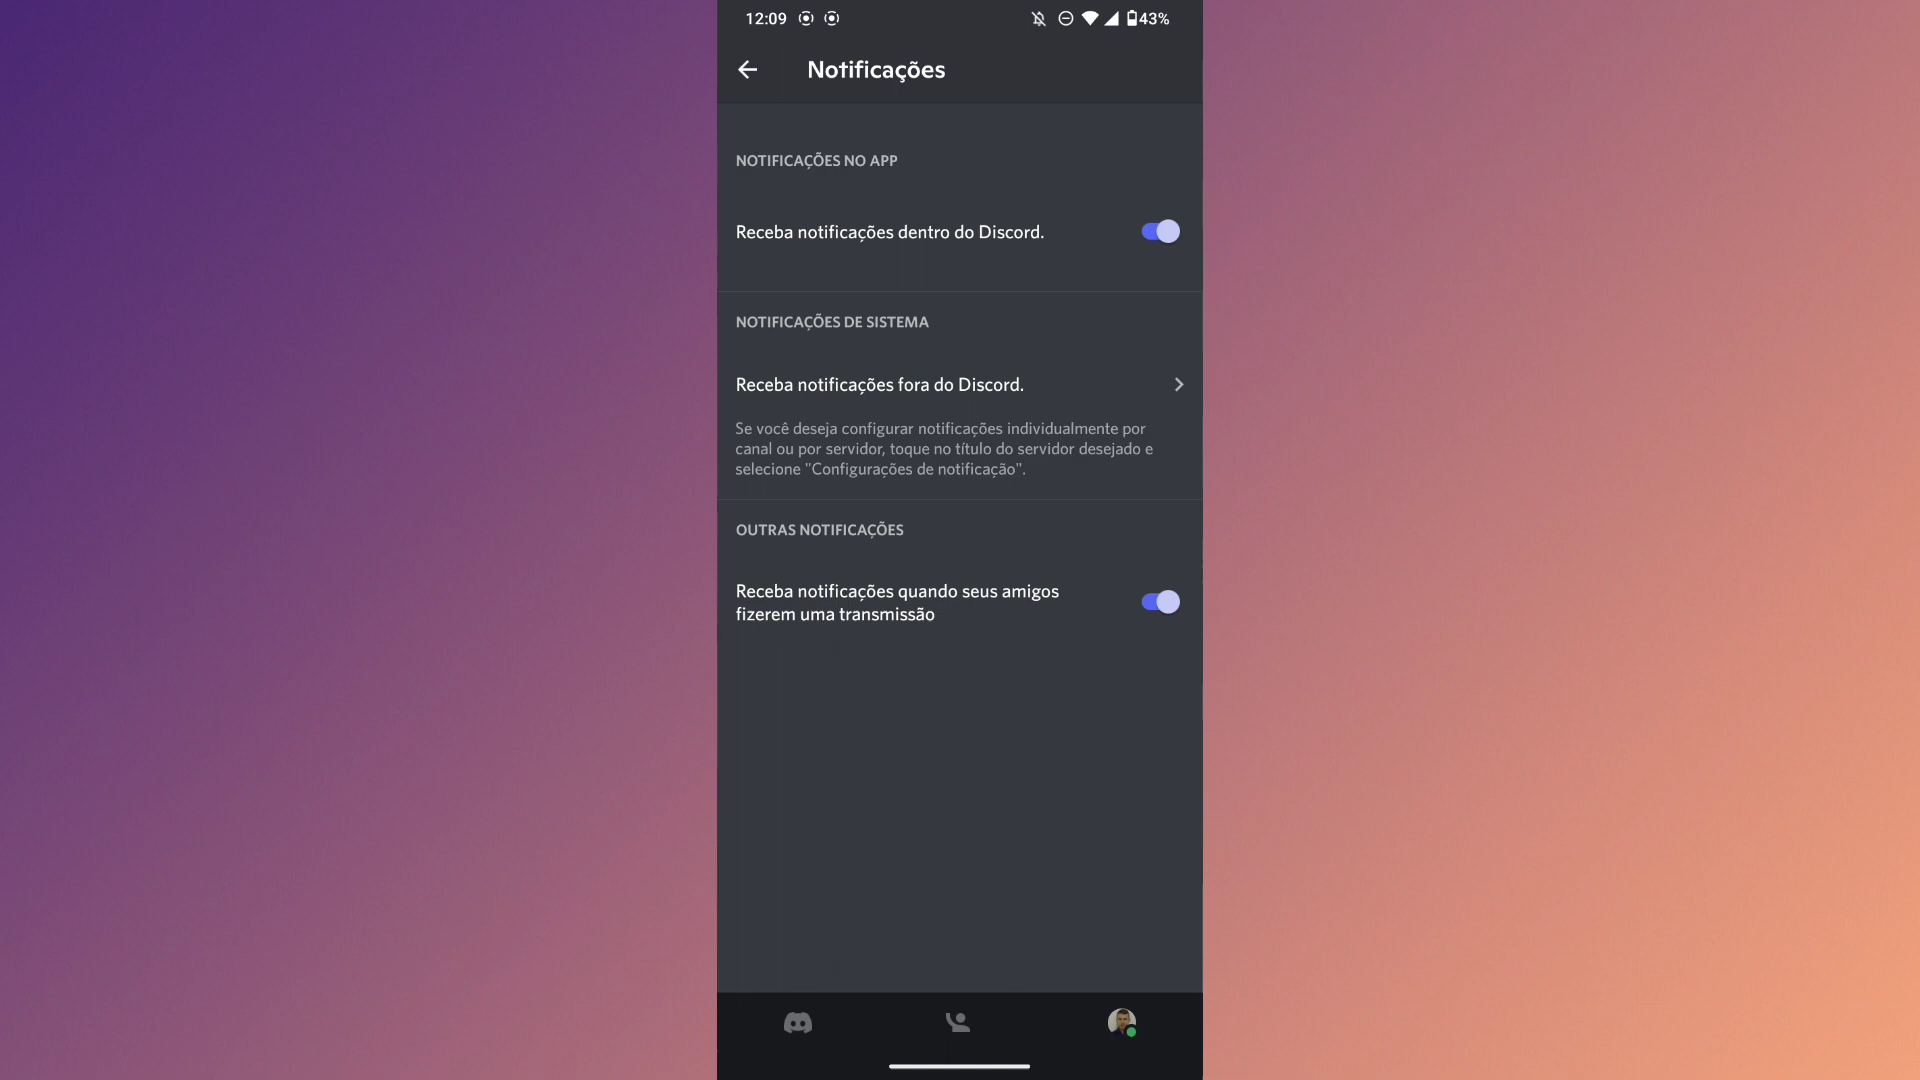 12:09
43%
Notificações
NOTIFICAÇÕES NO APP
Receba notificações dentro do Discord.
NOTIFICAÇÕES DE SISTEMA
Receba notificações fora do Discord.
Se você deseja configurar notificações individualmente por
canal ou por servidor, toque no título do servidor desejado e
selecione "Configurações de notificação".
OUTRAS NOTIFICAÇÕES
Receba notificações quando seus amigos
fizerem uma transmissão